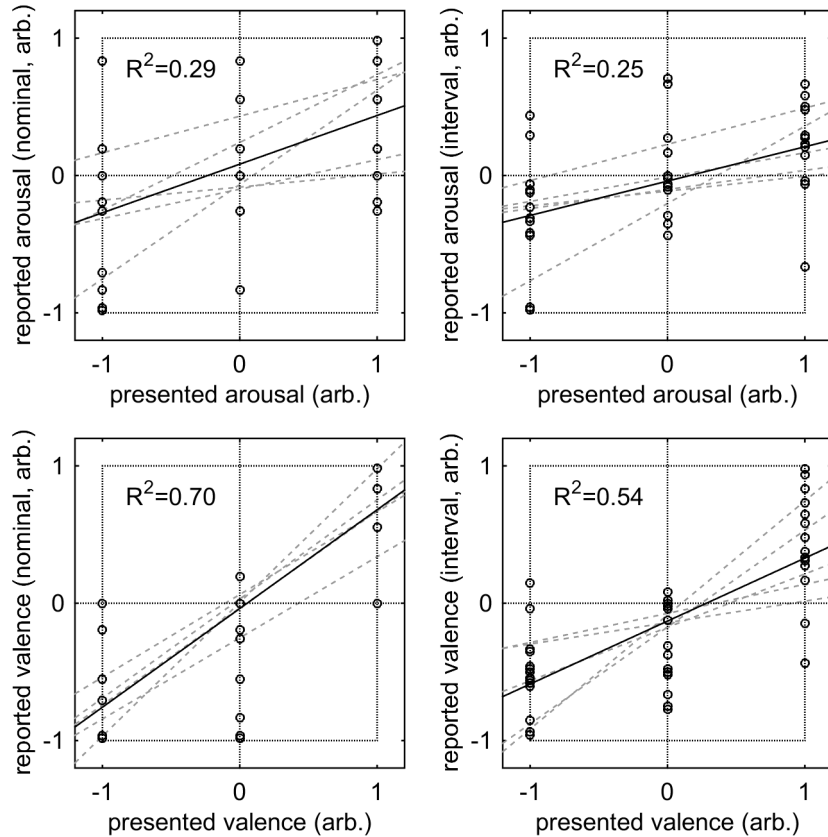 reported arousal (nominal, arb.)
1
0
-1
R²=0.29
-1 0 1
presented arousal (arb.)
reported arousal (interval, arb.)
1
0
-1
R²=0.25
-1 0 1
presented arousal (arb.)
reported valence (nominal, arb.)
1
0
-1
R²=0.70
-1 0 1
presented valence (arb.)
reported valence (interval, arb.)
1
0
-1
R²=0.54
-1 0 1
presented valence (arb.)